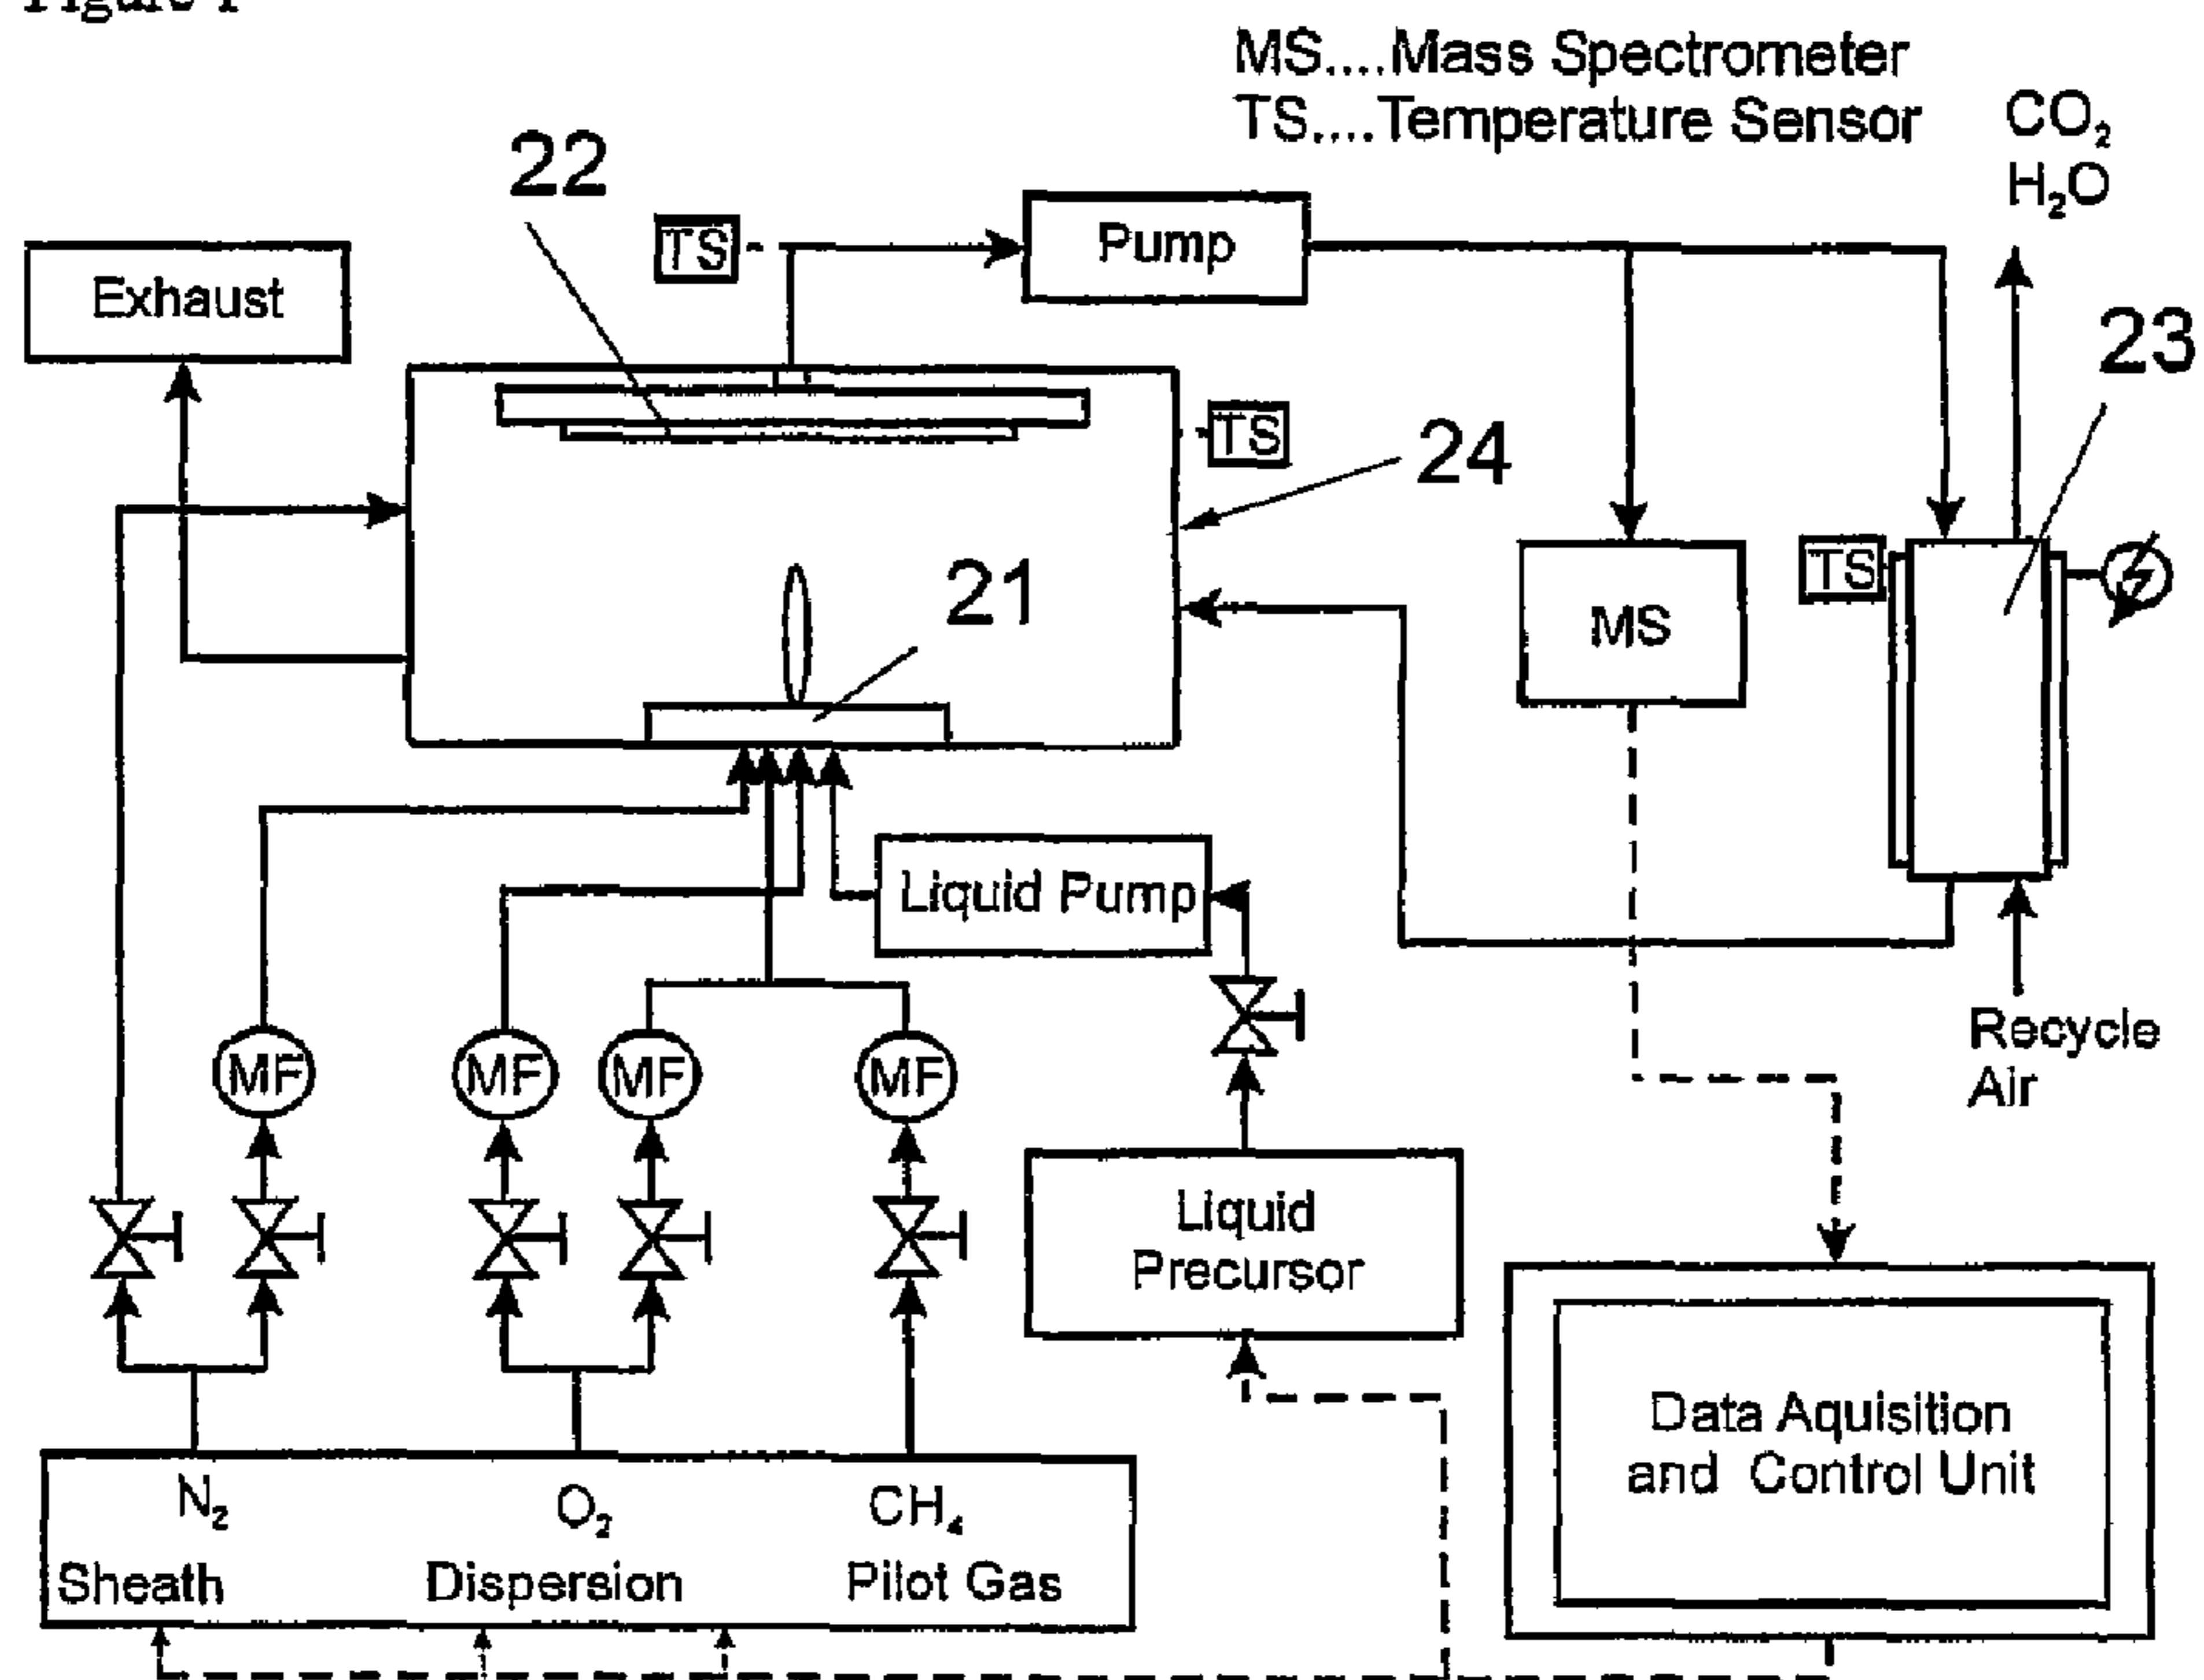 Figure 1
MS....Mass Spectrometer
TS....Temperature Sensor
CO₂
H₂O
22
TS
Pump
Exhaust
23
TS
24
21
TS
MS
Liquid Pump
Recycle
Air
MF
MF
MF
MF
Liquid
Precursor
Data Aquisition
and Control Unit
N₂
O₂
CH₄
Sheath
Dispersion
Pilot Gas